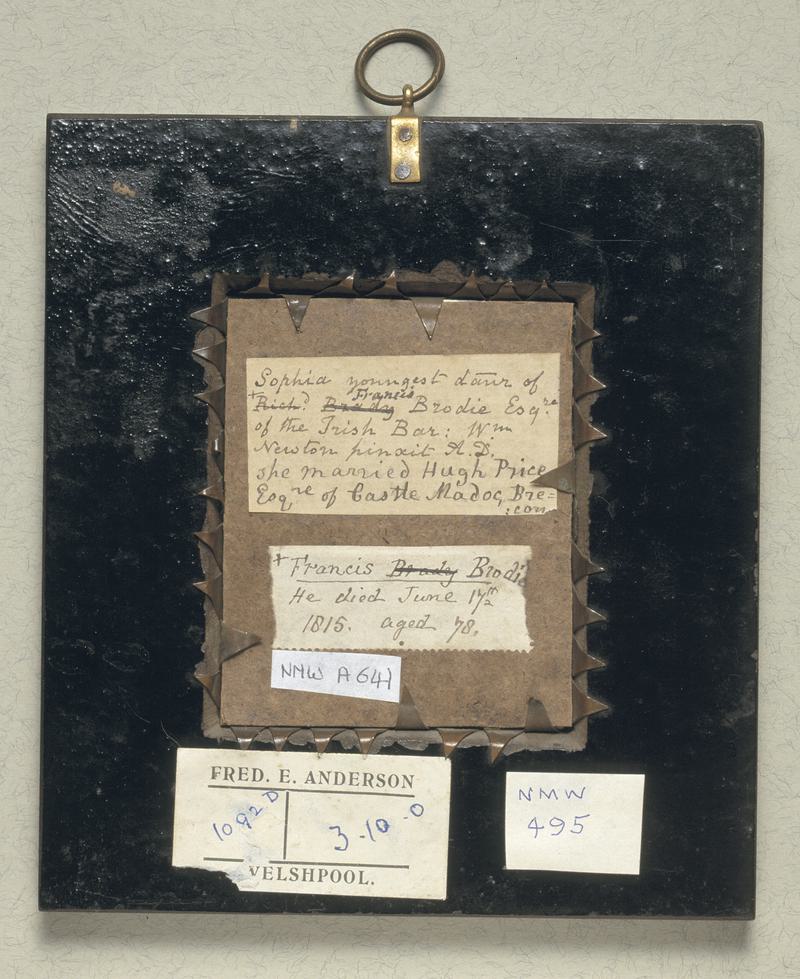 Sophia youngest daur of
Francis
+ Richd Brady Brodie Esqre
of the Irish Bar: Wm
Newton pinxit A.D.
she married Hugh Price
Esqre of Castle Madoc, Bre=
:con
+ Francis Brady Brodie
He died June 17th
1815. aged 78.
NMW A 641
FRED. E. ANDERSON
1092D 3-10-0
WELSHPOOL.
NMW
495